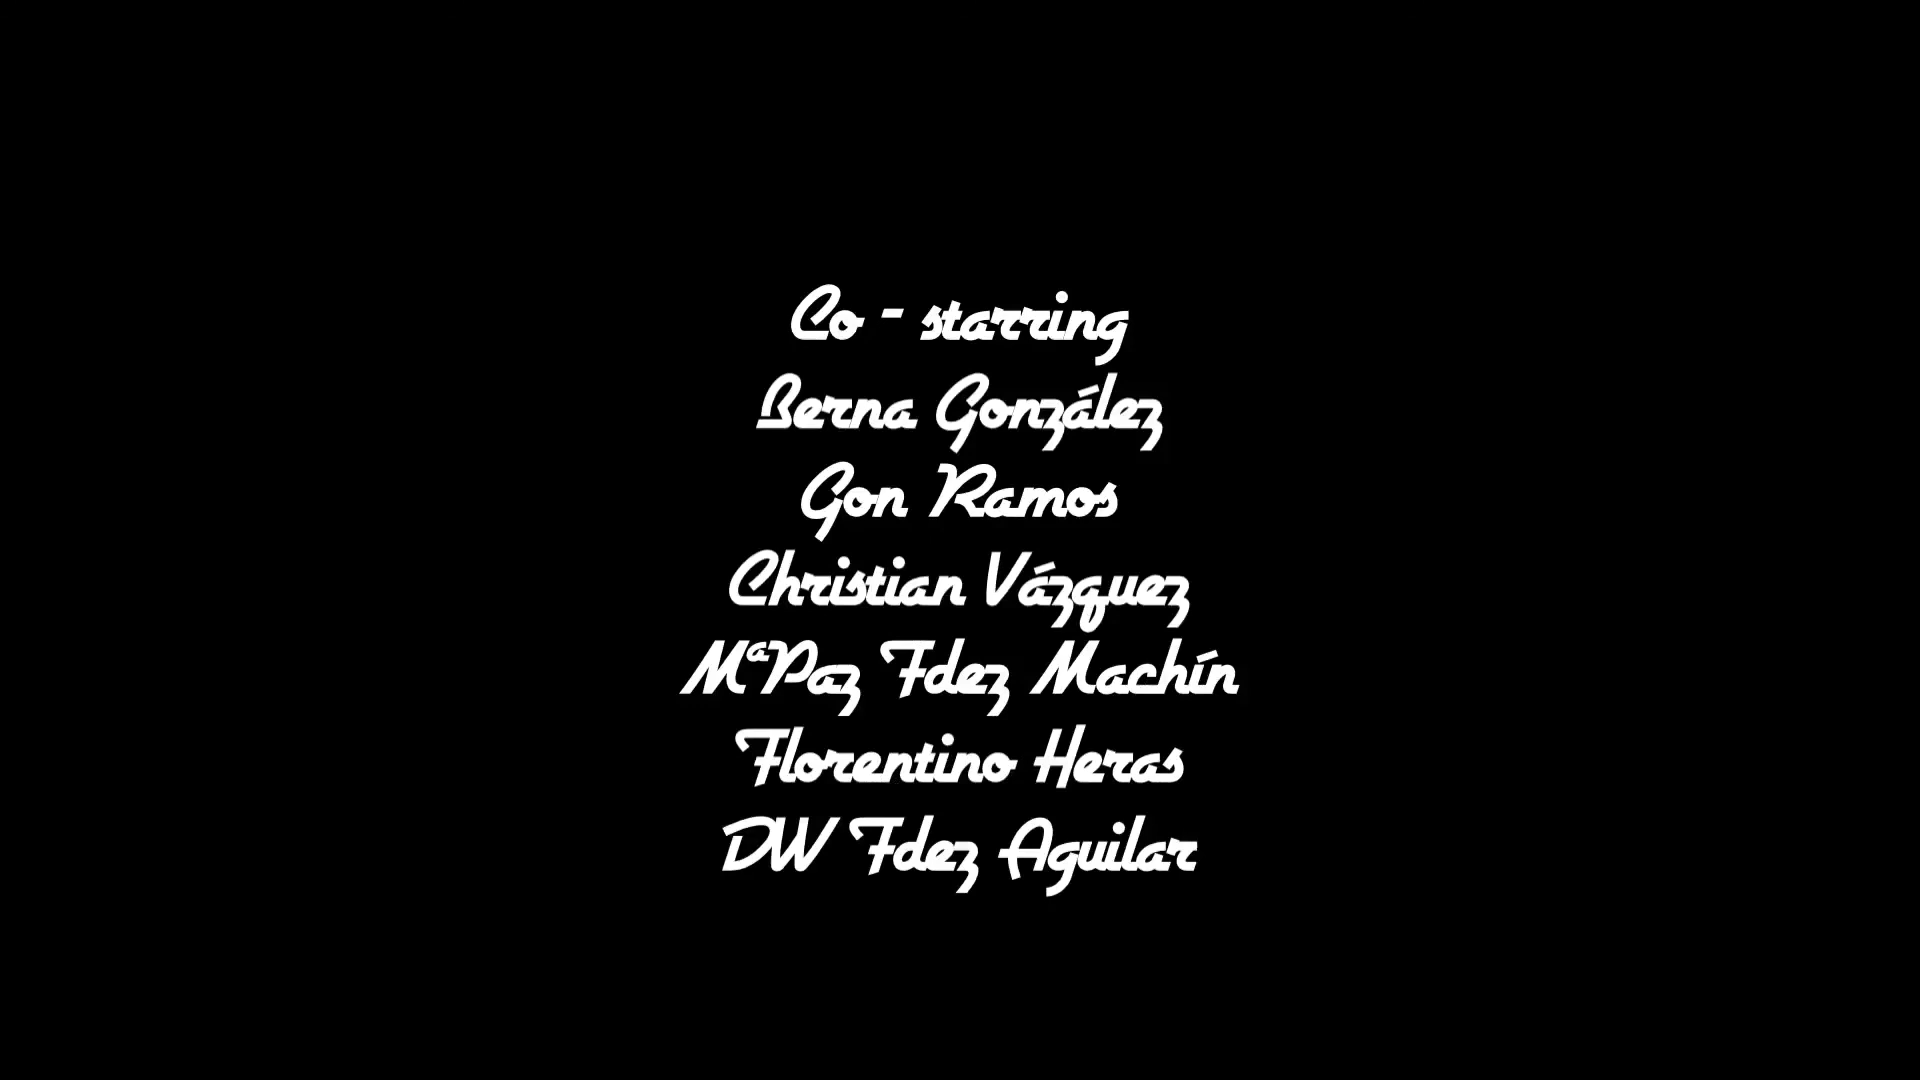 Co - starring
Berna González
Gon Ramos
Christian Vázquez
MªPaz Fdez Machín
Florentino Heras
DW Fdez Aguilar